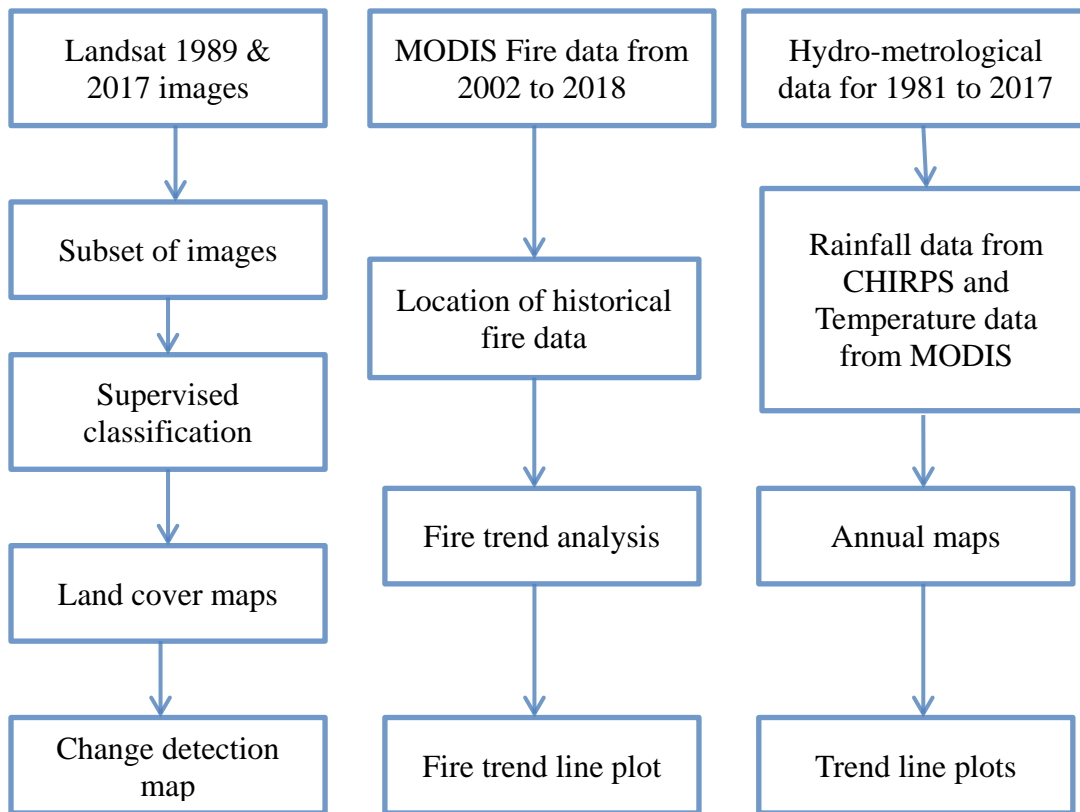 Landsat 1989 &
2017 images
Subset of images
Supervised
classification
Land cover maps
Change detection
map
MODIS Fire data from
2002 to 2018
Location of historical
fire data
Fire trend analysis
Fire trend line plot
Hydro-metrological
data for 1981 to 2017
Rainfall data from
CHIRPS and
Temperature data
from MODIS
Annual maps
Trend line plots